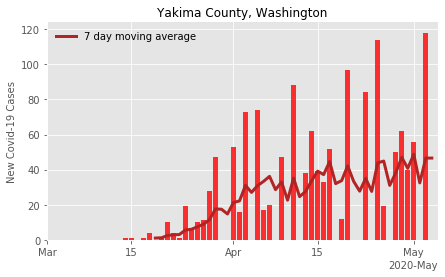 Yakima County, Washington
7 day moving average
New Covid-19 Cases
120
100
80
60
40
20
0
Mar 15 Apr 15 May
2020-May